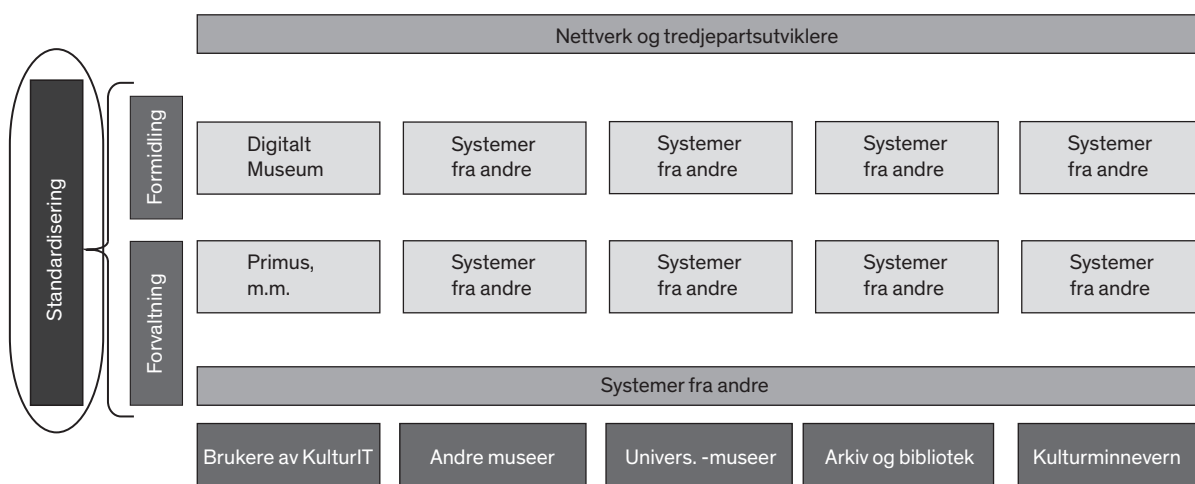 Nettverk og tredjepartsutviklere
Standardisering
Formidling
Digitalt
Museum
Systemer
fra andre
Systemer
fra andre
Systemer
fra andre
Systemer
fra andre
Forvaltning
Primus,
m.m.
Systemer
fra andre
Systemer
fra andre
Systemer
fra andre
Systemer
fra andre
Systemer fra andre
Brukere av KulturIT
Andre museer
Univers. -museer
Arkiv og bibliotek
Kulturminnevern